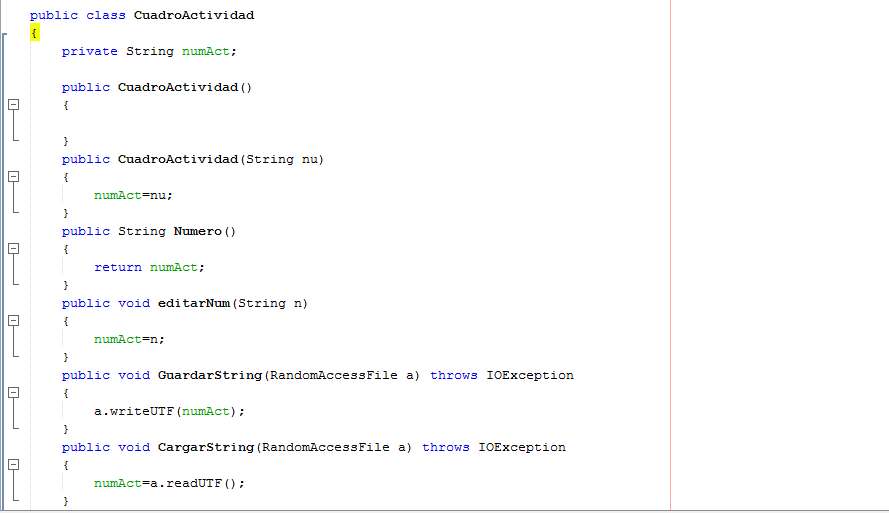 public class CuadroActividad
{
private String numAct;
public CuadroActividad()
{
}
public CuadroActividad(String nu)
{
numAct=nu;
}
public String Numero()
{
return numAct;
}
public void editarNum(String n)
{
numAct=n;
}
public void GuardarString(RandomAccessFile a) throws IOException
{
a.writeUTF(numAct);
}
public void CargarString(RandomAccessFile a) throws IOException
{
numAct=a.readUTF();
}